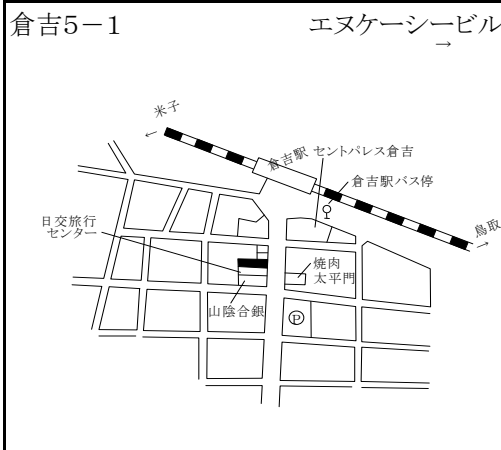 倉吉5－1
エヌケーシービル
→
米子
←
倉吉駅
セントパレス倉吉
倉吉駅バス停
鳥取
→
日交旅行
センター
焼肉
太平門
山陰合銀
P